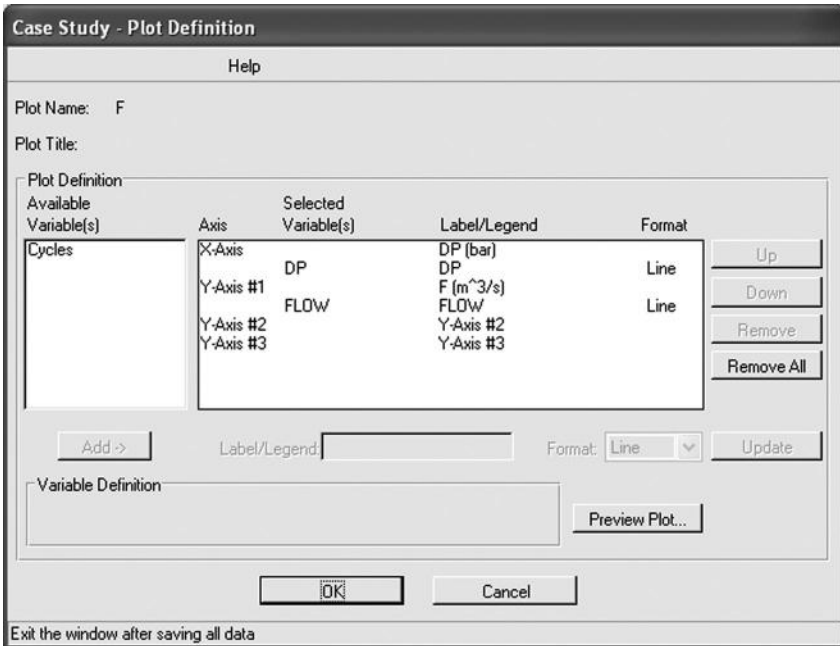 Case Study - Plot Definition
Help
Plot Name: F
Plot Title:
Plot Definition
Available Variable(s)
Axis
Selected Variable(s)
Label/Legend
Format
Cycles
X-Axis DP (bar)
DP DP Line
Y-Axis #1 F (m^3/s)
FLOW FLOW Line
Y-Axis #2 Y-Axis #2
Y-Axis #3 Y-Axis #3
Up
Down
Remove
Remove All
Add -> Label/Legend: Format: Line Update
Variable Definition
Preview Plot...
OK Cancel
Exit the window after saving all data